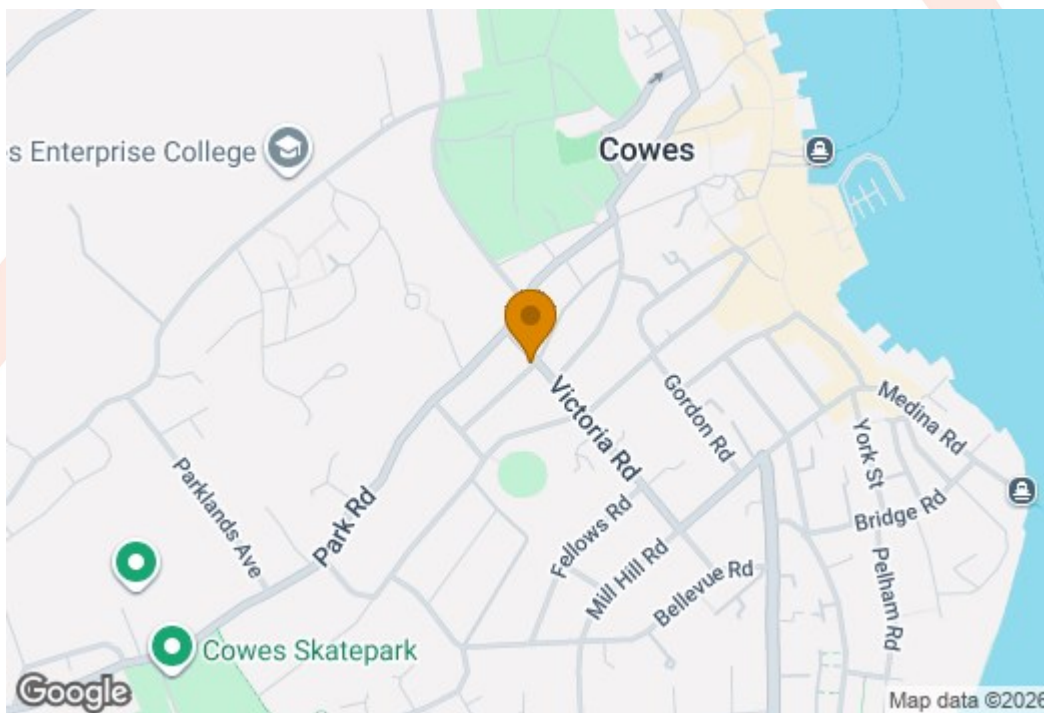 Cowes
es Enterprise College
Victoria Rd
Gordon Rd
Medina Rd
York St
Bridge Rd
Parklands Ave
Park Rd
Fellows Rd
Mill Hill Rd
Bellevue Rd
Pelham Rd
Cowes Skatepark
Google
Map data ©2026